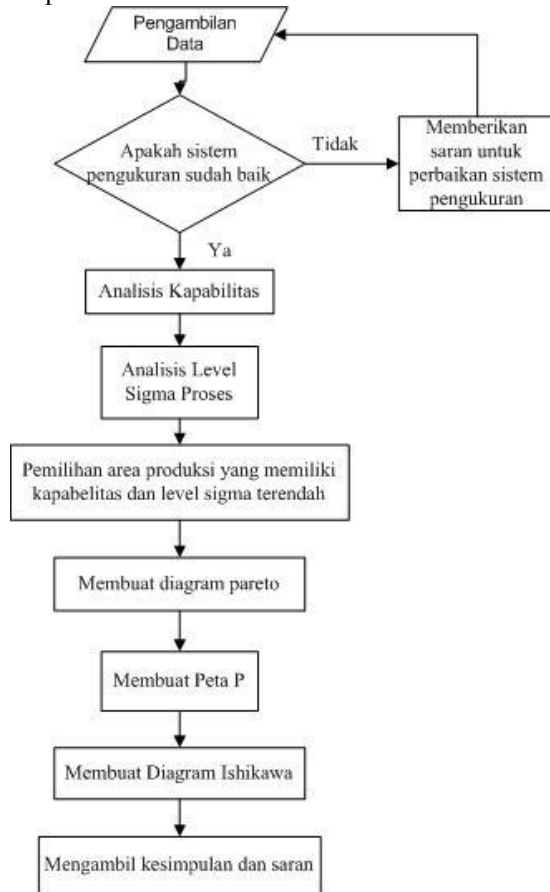 Pengambilan
Data
Apakah sistem
pengukuran sudah baik
Tidak
Memberikan
saran untuk
perbaikan sistem
pengukuran
Ya
Analisis Kapabilitas
Analisis Level
Sigma Proses
Pemilihan area produksi yang memiliki
kapabelitas dan level sigma terendah
Membuat diagram pareto
Membuat Peta P
Membuat Diagram Ishikawa
Mengambil kesimpulan dan saran